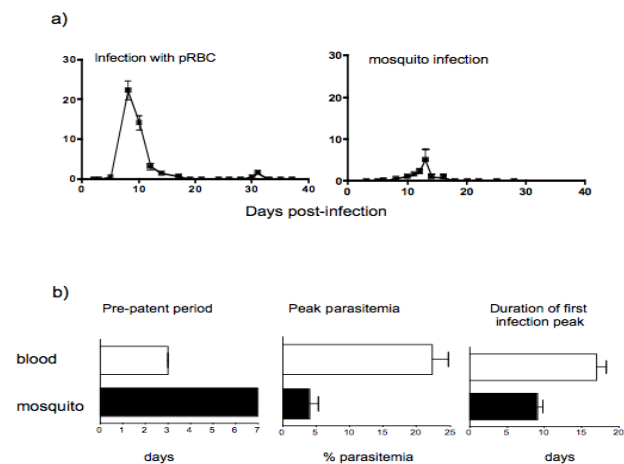 a)
Infection with pRBC
mosquito infection
30
20
10
0
0 10 20 30 40
30
20
10
0
0 10 20 30 40
Days post-infection
b)
Pre-patent period
Peak parasitemia
Duration of first
infection peak
blood
mosquito
0 1 2 3 4 5 6 7
0 5 10 15 20 25
0 5 10 15 20
days
% parasitemia
days